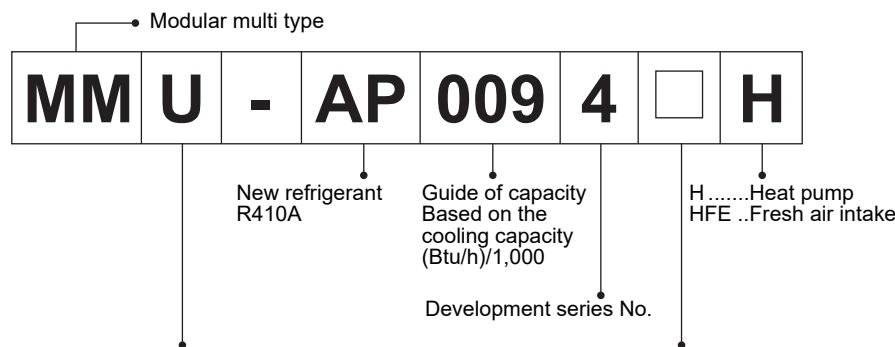 Modular multi type
MMU - AP 009 4 □ H
New refrigerant
R410A
Guide of capacity
Based on the
cooling capacity
(Btu/h)/1,000
H .......Heat pump
HFE ..Fresh air intake
Development series No.